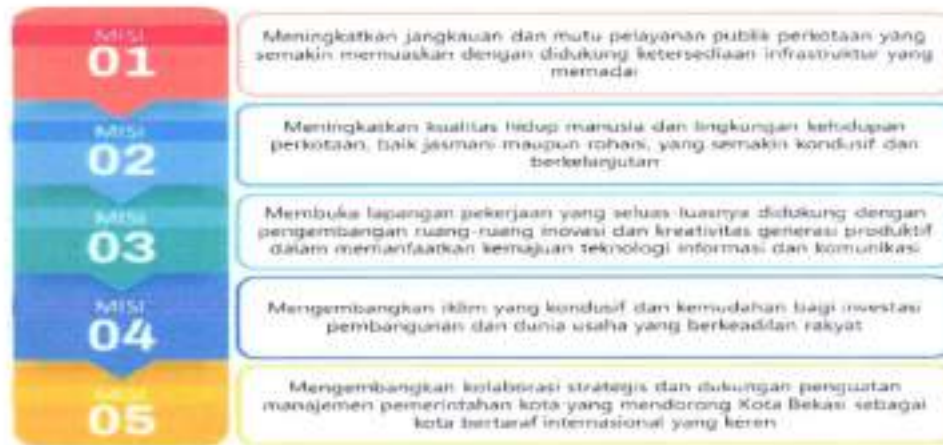 MISI
01
Meningkatkan jangkauan dan mutu pelayanan publik perkotaan yang
semakin memuaskan dengan didukung ketersediaan infrastruktur yang
memadai
MISI
02
Meningkatkan kualitas hidup manusia dan lingkungan kehidupan
perkotaan, baik jasmani maupun rohani, yang semakin kondusif dan
berkelanjutan
MISI
03
Membuka lapangan pekerjaan yang seluas luasnya didukung dengan
pengembangan ruang-ruang inovasi dan kreativitas generasi produktif
dalam memanfaatkan kemajuan teknologi informasi dan komunikasi
MISI
04
Mengembangkan iklim yang kondusif dan kemudahan bagi investasi
pembangunan dan dunia usaha yang berkeadilan rakyat
MISI
05
Mengembangkan kolaborasi strategis dan dukungan penguatan
manajemen pemerintahan kota yang mendorong Kota Bekasi sebagai
kota bertaraf internasional yang keren